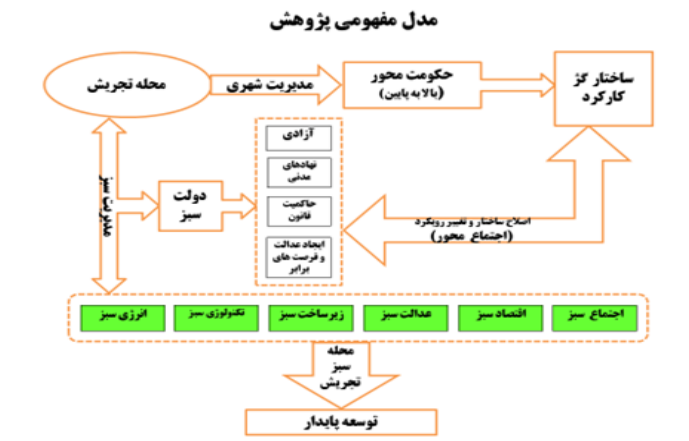 مدل مفهومی پژوهش
محله تجریش
مدیریت شهری
حکومت محور
(بالا به پایین)
ساختار گژ
کارکرد
آزادی
نهادهای
مدنی
حاکمیت
قانون
ایجاد عدالت
و فرصت های
برابر
دولت
سبز
مدیریت سبز
اصلاح ساختار و تغییر رویکرد
(اجتماع محور)
اجتماع سبز
اقتصاد سبز
عدالت سبز
زیرساخت سبز
تکنولوژی سبز
انرژی سبز
محله
سبز
تجریش
توسعه پایدار